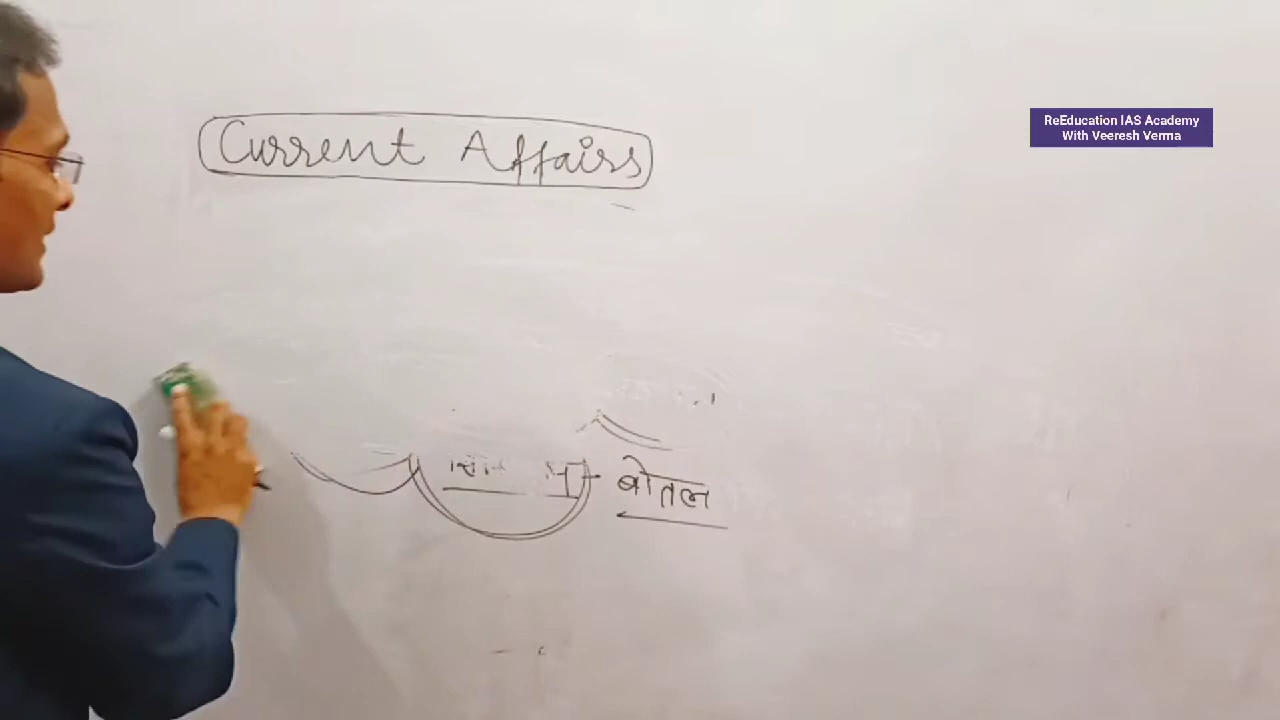 Current Affairs
ReEducation IAS Academy
With Veeresh Verma
बोतल